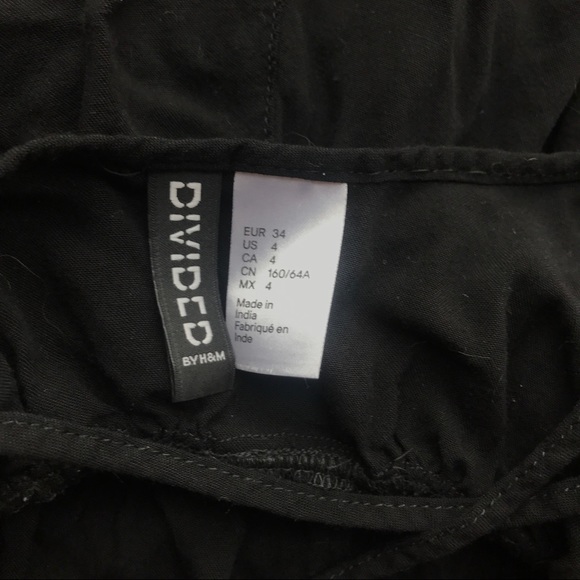 DIVIDED
BY H&M
EUR 34
US 4
CA 4
CN 160/64A
MX 4
Made in
India
Fabriqué en
Inde